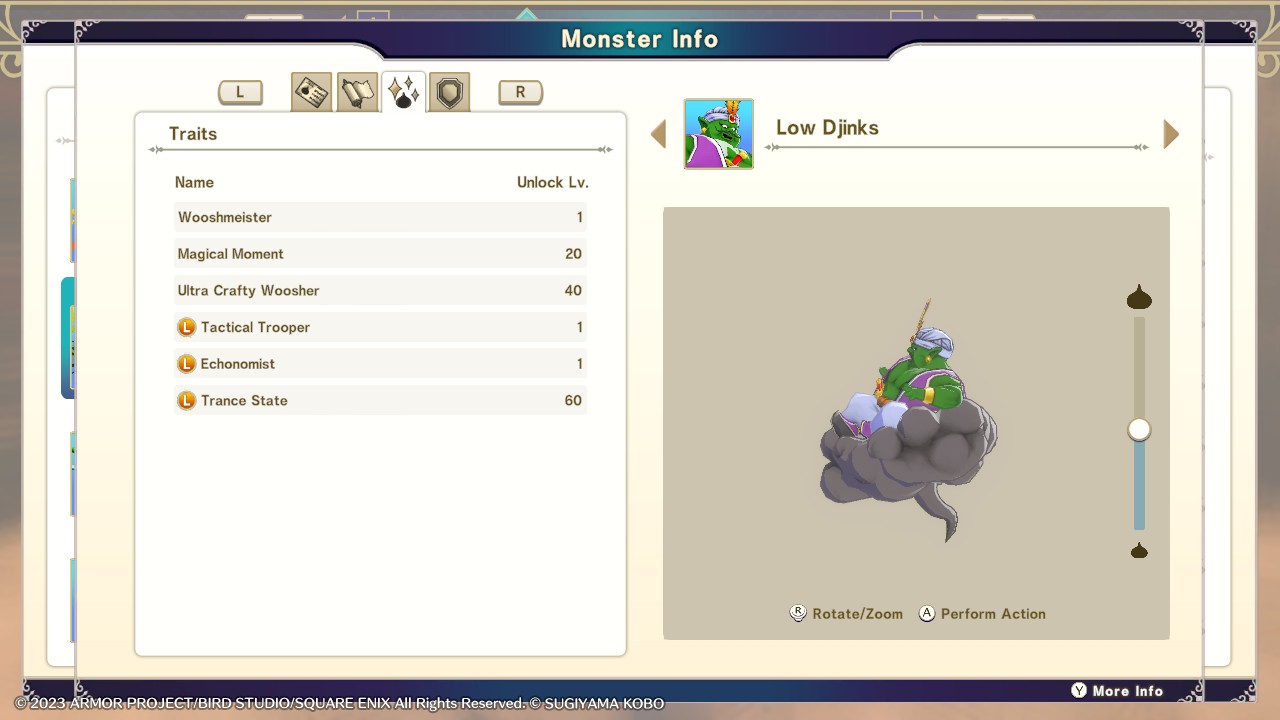 Monster Info
L
R
Traits
Low Djinks
Name Unlock Lv.
Wooshmeister 1
Magical Moment 20
Ultra Crafty Woosher 40
L Tactical Trooper 1
L Echonomist 1
L Trance State 60
R Rotate/Zoom A Perform Action
Y More Info
© 2023 ARMOR PROJECT/BIRD STUDIO/SQUARE ENIX All Rights Reserved. © SUGIYAMA KOBO